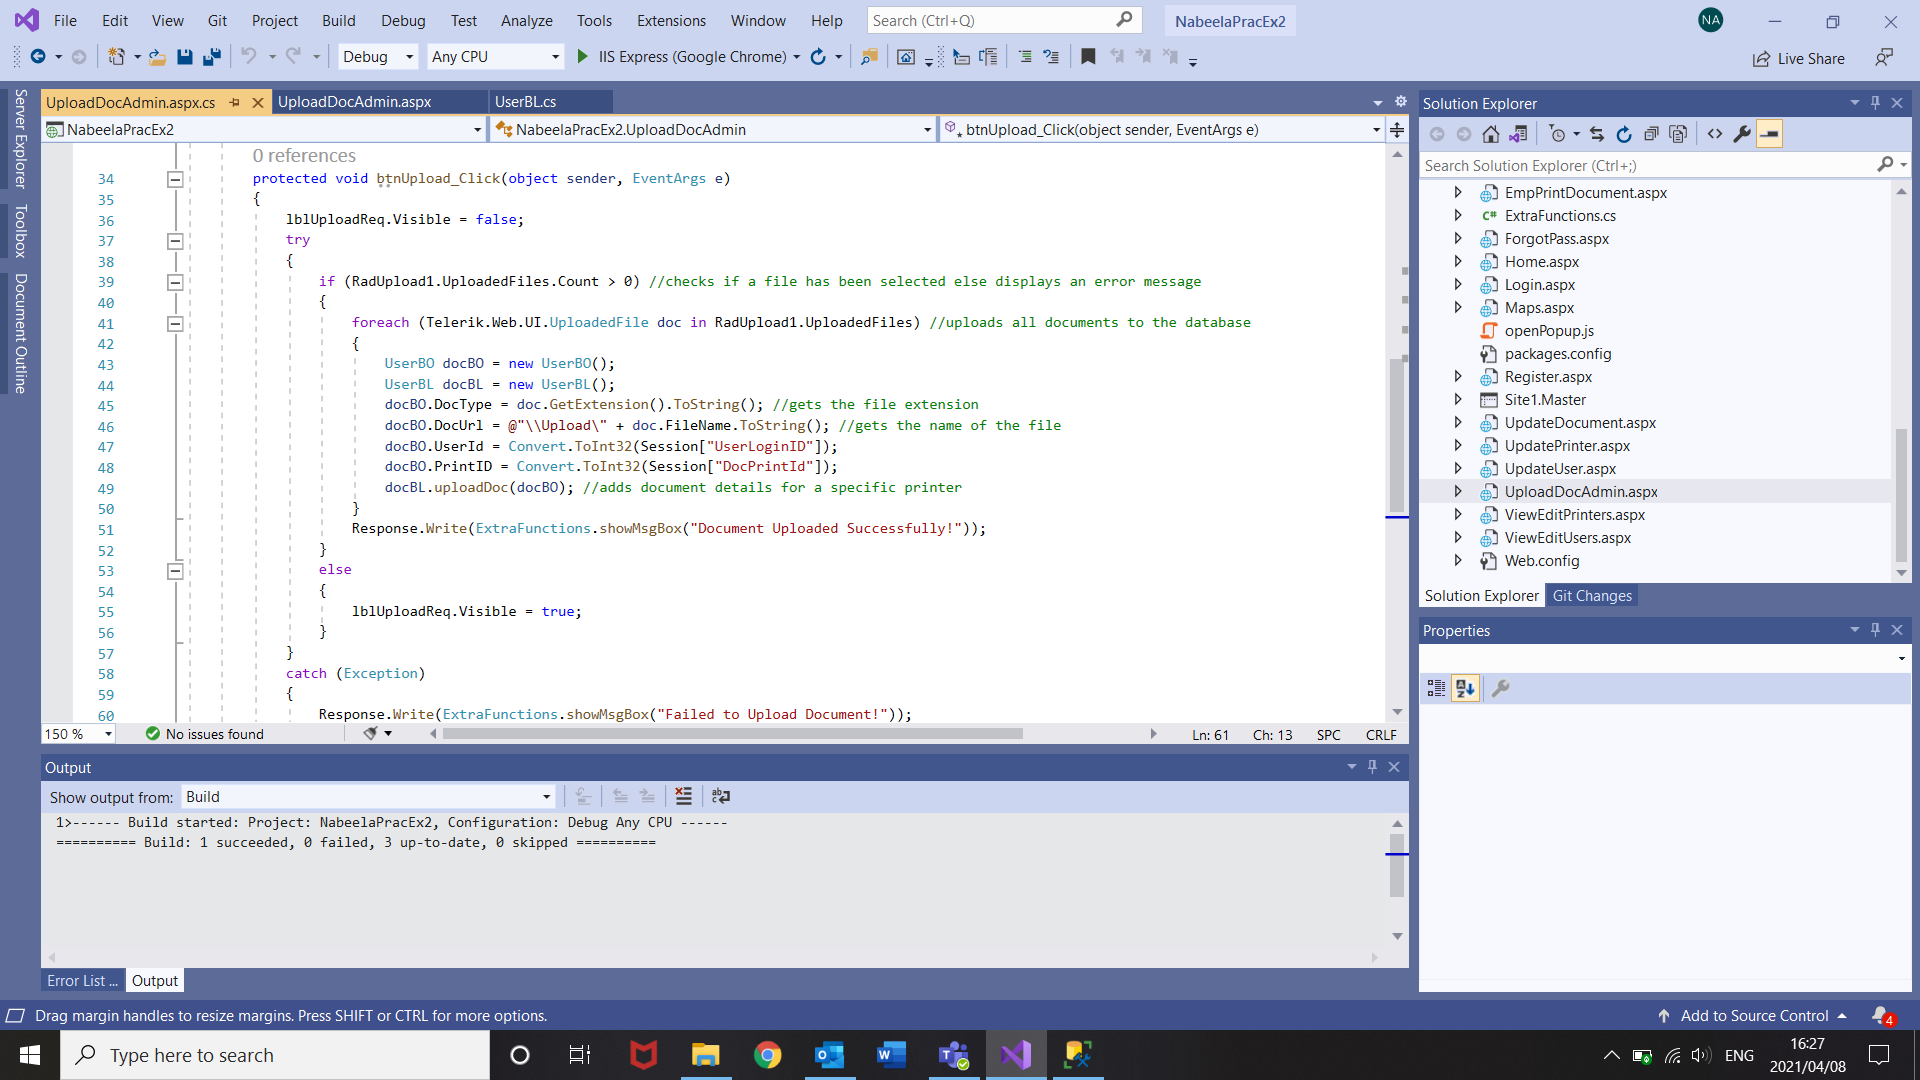 File Edit View Git Project Build Debug Test Analyze Tools Extensions Window Help Search (Ctrl+Q) NabeelaPracEx2 NA
Debug Any CPU IIS Express (Google Chrome) Live Share
Server Explorer
Toolbox
Document Outline
UploadDocAdmin.aspx.cs UploadDocAdmin.aspx UserBL.cs
NabeelaPracEx2 NabeelaPracEx2.UploadDocAdmin btnUpload_Click(object sender, EventArgs e)
0 references
34 protected void btnUpload_Click(object sender, EventArgs e)
35 {
36 lblUploadReq.Visible = false;
37 try
38 {
39 if (RadUpload1.UploadedFiles.Count > 0) //checks if a file has been selected else displays an error message
40 {
41 foreach (Telerik.Web.UI.UploadedFile doc in RadUpload1.UploadedFiles) //uploads all documents to the database
42 {
43 UserBO docBO = new UserBO();
44 UserBL docBL = new UserBL();
45 docBO.DocType = doc.GetExtension().ToString(); //gets the file extension
46 docBO.DocUrl = @"\\Upload\" + doc.FileName.ToString(); //gets the name of the file
47 docBO.UserId = Convert.ToInt32(Session["UserLoginID"]);
48 docBO.PrintID = Convert.ToInt32(Session["DocPrintId"]);
49 docBL.uploadDoc(docBO); //adds document details for a specific printer
50 }
51 Response.Write(ExtraFunctions.showMsgBox("Document Uploaded Successfully!"));
52 }
53 else
54 {
55 lblUploadReq.Visible = true;
56 }
57 }
58 catch (Exception)
59 {
60 Response.Write(ExtraFunctions.showMsgBox("Failed to Upload Document!"));
150 % No issues found Ln: 61 Ch: 13 SPC CRLF
Output
Show output from: Build
1>------ Build started: Project: NabeelaPracEx2, Configuration: Debug Any CPU ------
========== Build: 1 succeeded, 0 failed, 3 up-to-date, 0 skipped ==========
Error List ... Output
Solution Explorer
Search Solution Explorer (Ctrl+;)
EmpPrintDocument.aspx
C# ExtraFunctions.cs
ForgotPass.aspx
Home.aspx
Login.aspx
Maps.aspx
openPopup.js
packages.config
Register.aspx
Site1.Master
UpdateDocument.aspx
UpdatePrinter.aspx
UpdateUser.aspx
UploadDocAdmin.aspx
ViewEditPrinters.aspx
ViewEditUsers.aspx
Web.config
Solution Explorer Git Changes
Properties
Drag margin handles to resize margins. Press SHIFT or CTRL for more options. Add to Source Control 4
Type here to search ENG 16:27
2021/04/08